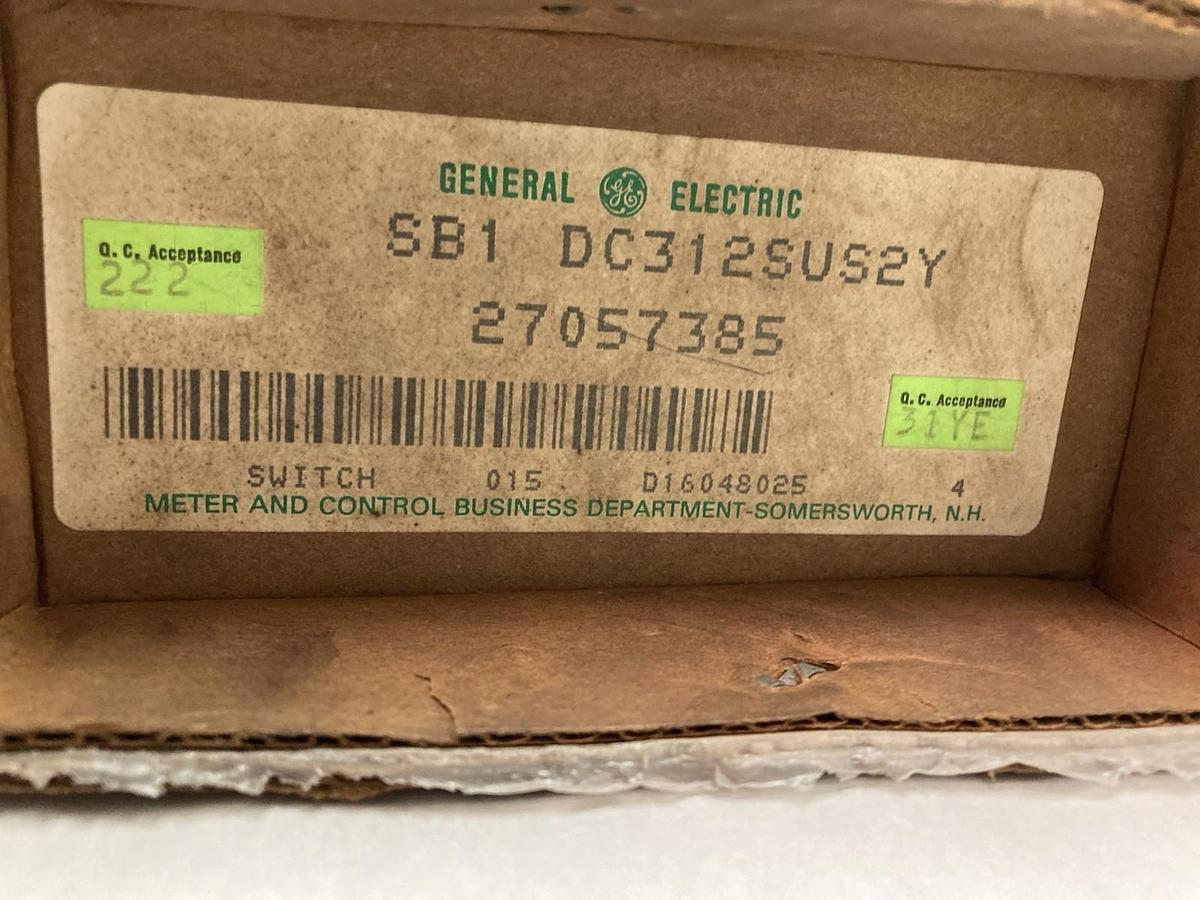 GENERAL GE ELECTRIC
SB1 DC312SUS2Y
Q. C. Acceptance
222
27057385
Q. C. Acceptance
31YE
SWITCH 015 D16048025 4
METER AND CONTROL BUSINESS DEPARTMENT-SOMERSWORTH, N.H.